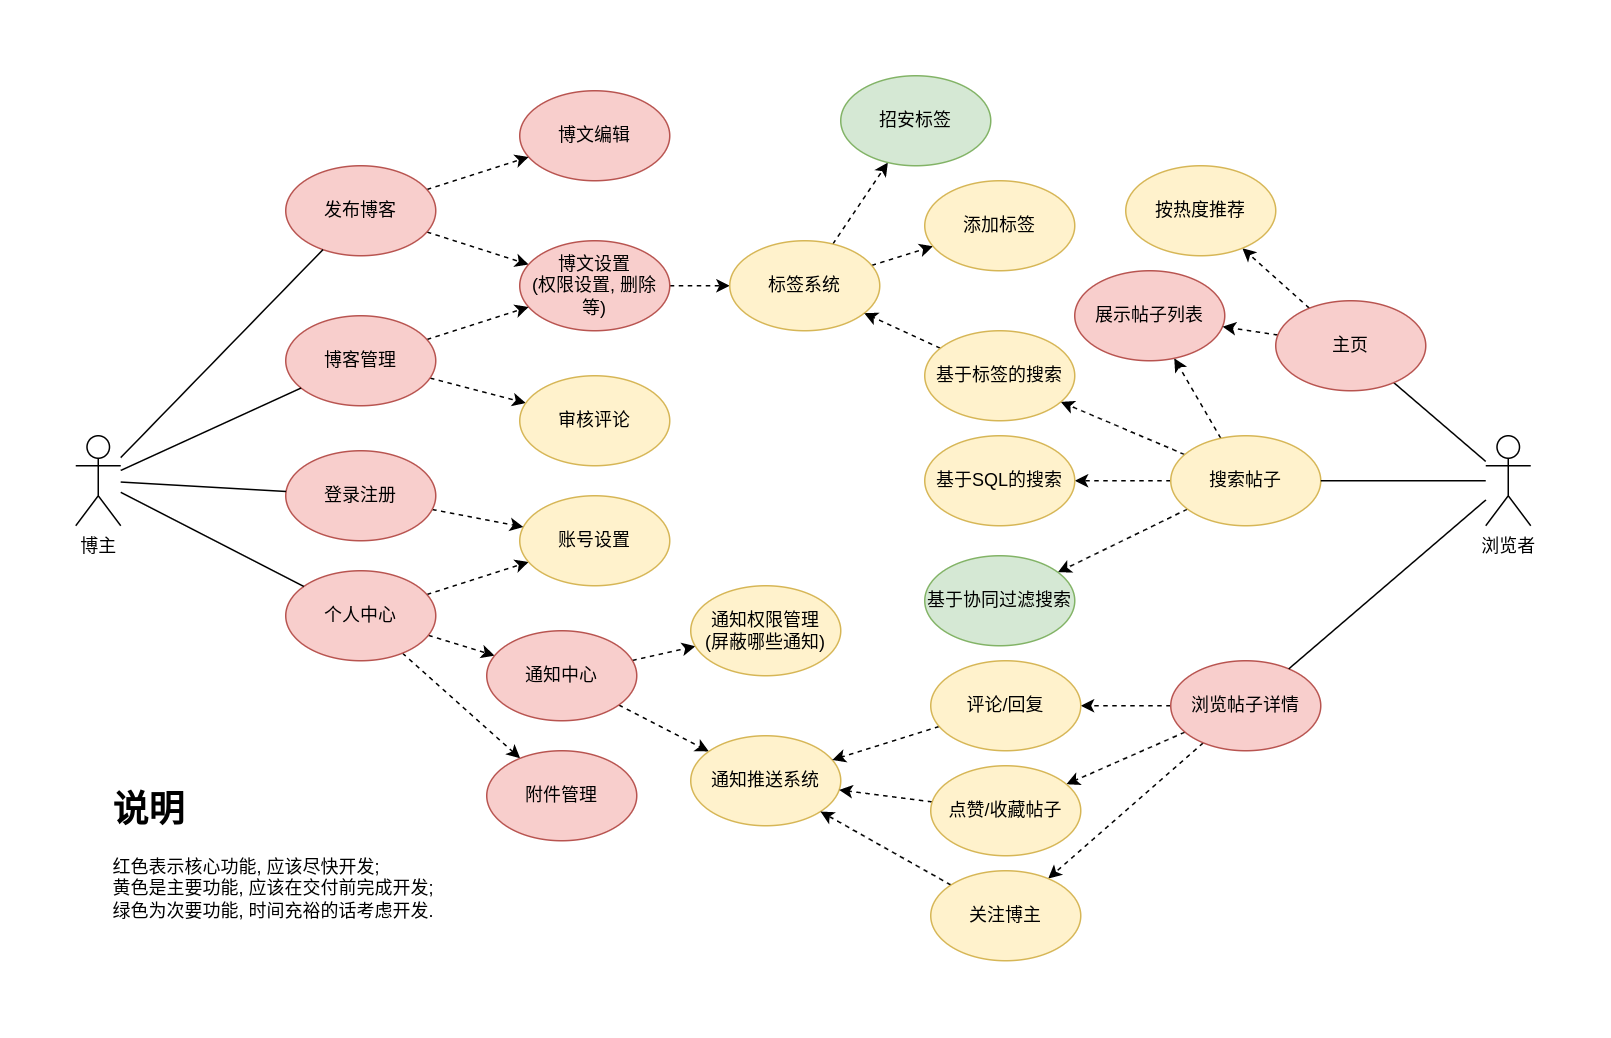 招安标签
博文编辑
发布博客
按热度推荐
添加标签
博文设置
(权限设置, 删除
等)
标签系统
展示帖子列表
主页
博客管理
基于标签的搜索
审核评论
登录注册
基于SQL的搜索
搜索帖子
博主
浏览者
账号设置
基于协同过滤搜索
个人中心
通知权限管理
(屏蔽哪些通知)
通知中心
评论/回复
浏览帖子详情
通知推送系统
附件管理
点赞/收藏帖子
关注博主
说明
红色表示核心功能, 应该尽快开发;
黄色是主要功能, 应该在交付前完成开发;
绿色为次要功能, 时间充裕的话考虑开发.